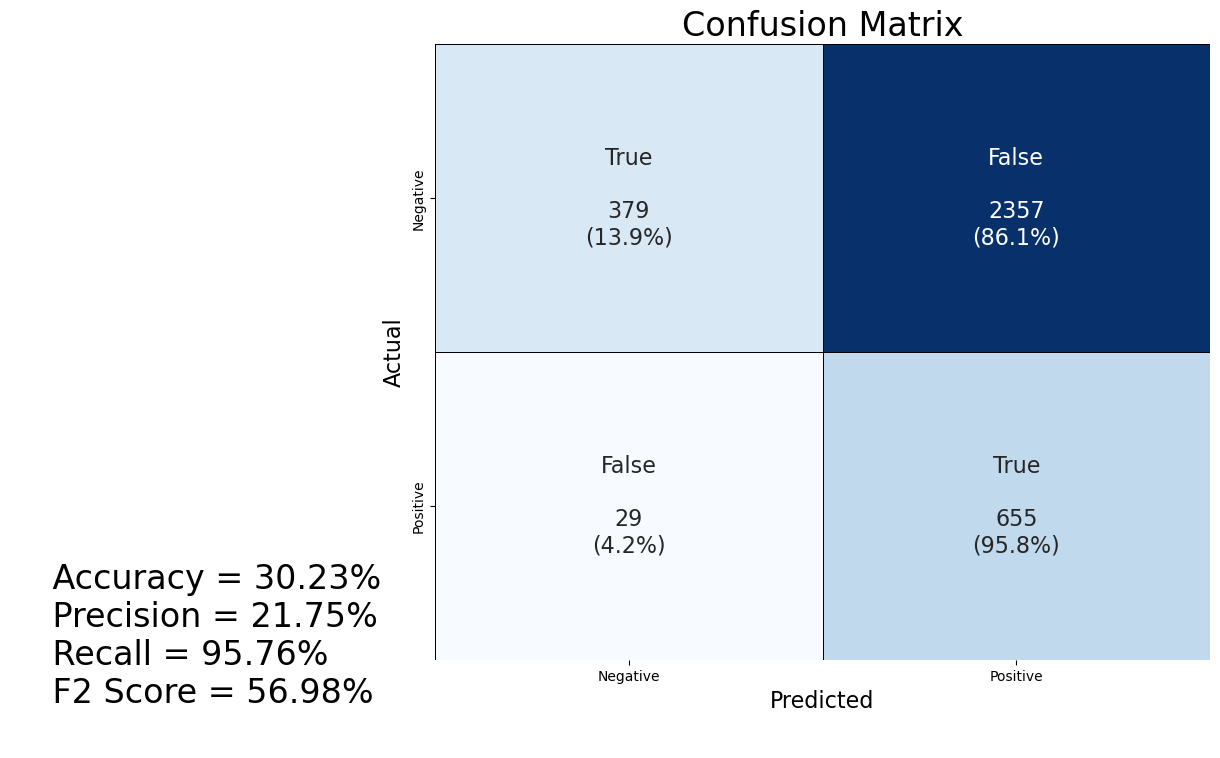 Confusion Matrix
True
379
(13.9%)
False
2357
(86.1%)
Negative
Actual
False
29
(4.2%)
True
655
(95.8%)
Positive
Negative
Positive
Predicted
Accuracy = 30.23%
Precision = 21.75%
Recall = 95.76%
F2 Score = 56.98%